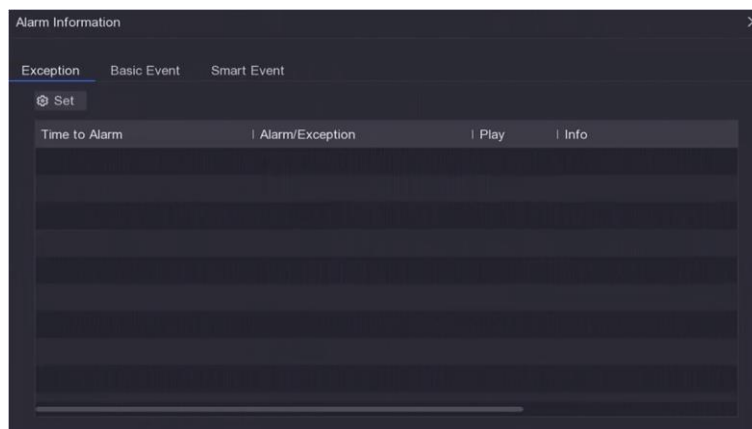 Alarm Information
Exception Basic Event Smart Event
Set
Time to Alarm Alarm/Exception Play Info